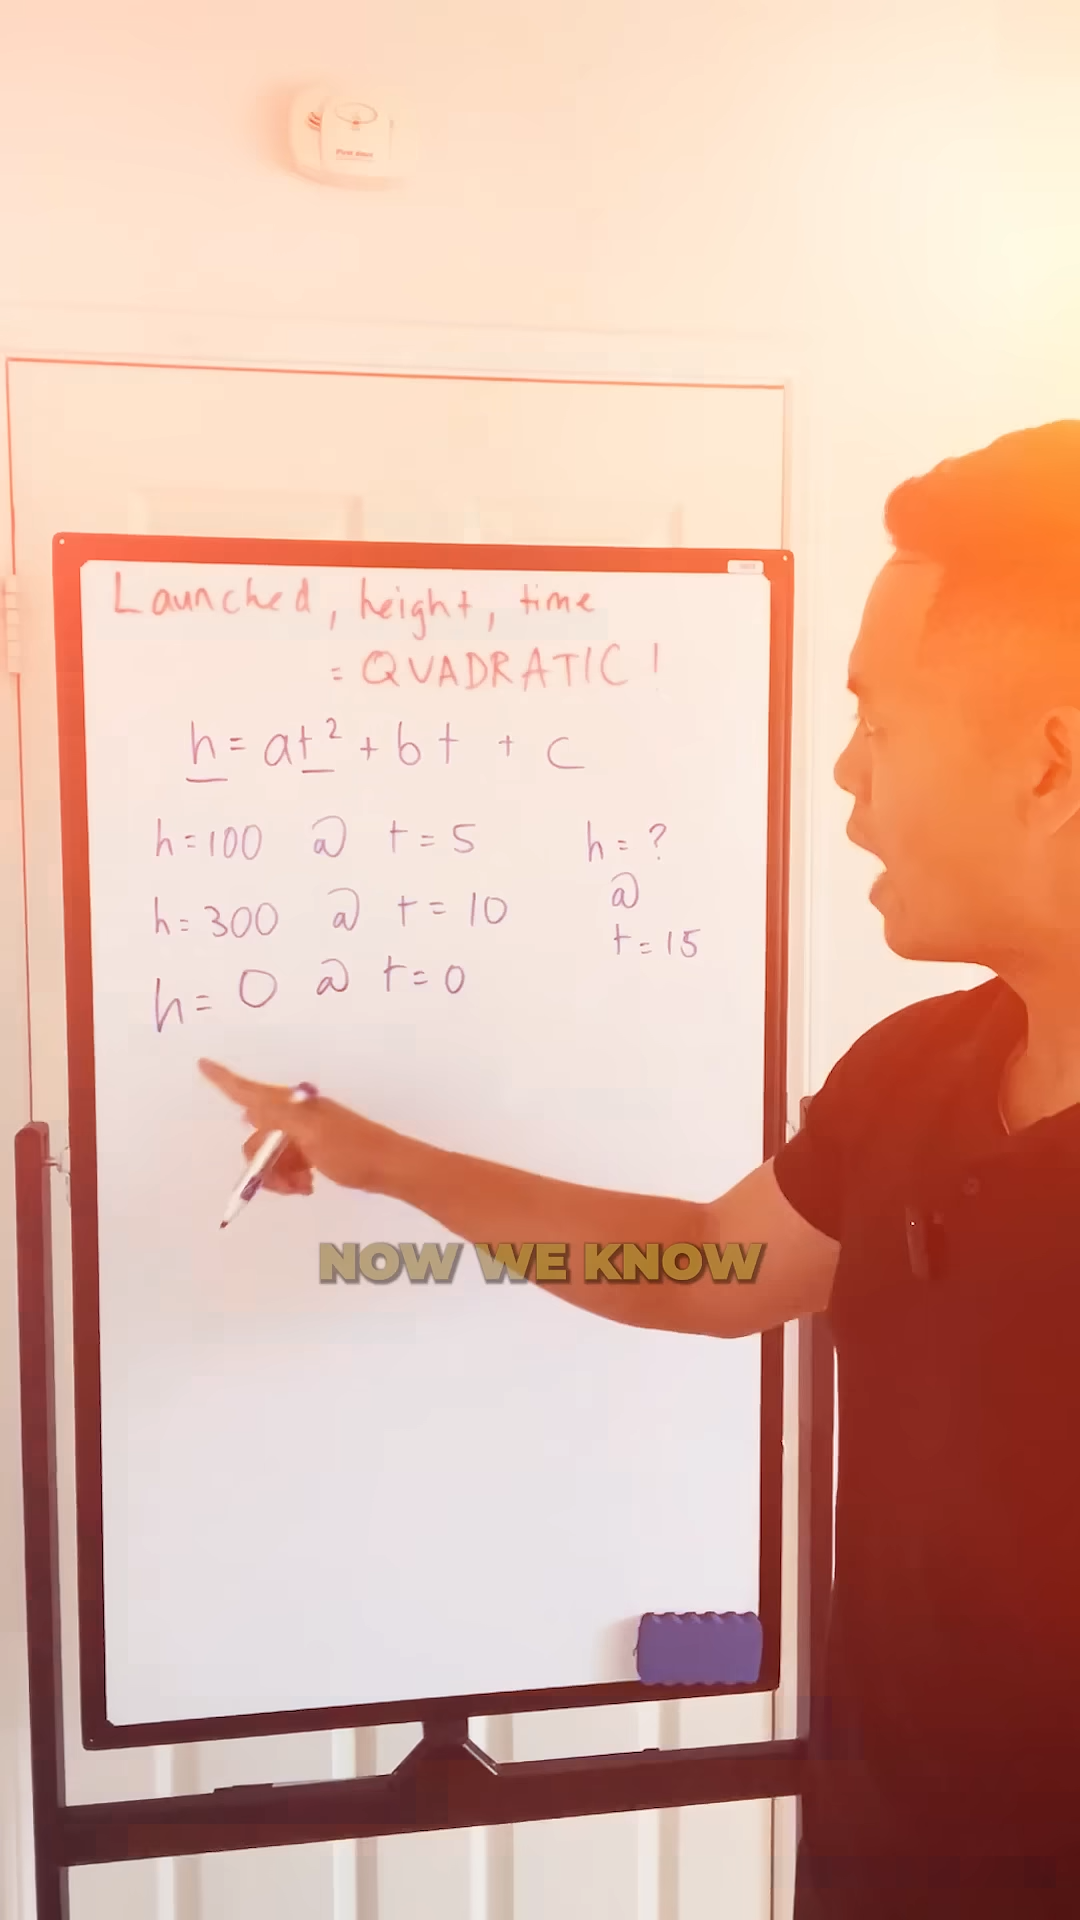 Launched, height, time
= QUADRATIC!
h = at² + bt + c
h = 100 @ t = 5
h = 300 @ t = 10
h = 0 @ t = 0
h = ?
@
t = 15
NOW WE KNOW